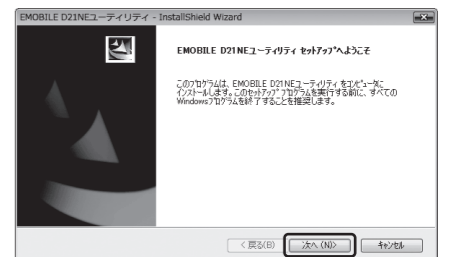 EMOBILE D21NEユーティリティ - InstallShield Wizard
EMOBILE D21NEユーティリティ セットアップへようこそ
このプログラムは、EMOBILE D21NEユーティリティ をコンピュータに
インストールします。このセットアップ プログラムを実行する前に、すべての
Windowsプログラムを終了することを推奨します。
< 戻る(B)
次へ (N)>
キャンセル